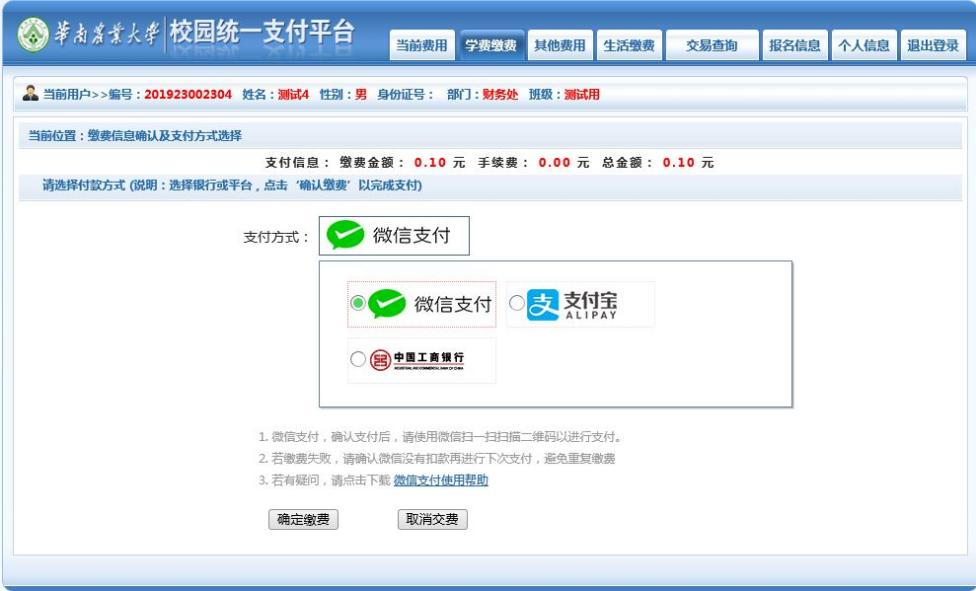 华南农业大学 校园统一支付平台
当前费用 学费缴费 其他费用 生活缴费 交易查询 报名信息 个人信息 退出登录
当前用户>>编号：201923002304 姓名：测试4 性别：男 身份证号： 部门：财务处 班级：测试用
当前位置：缴费信息确认及支付方式选择
支付信息： 缴费金额： 0.10 元 手续费： 0.00 元 总金额： 0.10 元
请选择付款方式 (说明：选择银行或平台，点击‘确认缴费’以完成支付)
支付方式： 微信支付
微信支付 支付宝 ALIPAY
中国工商银行
INDUSTRIAL AND COMMERCIAL BANK OF CHINA
1. 微信支付，确认支付后，请使用微信扫一扫扫描二维码以进行支付。
2. 若缴费失败，请确认微信没有扣款再进行下次支付，避免重复缴费
3. 若有疑问，请点击下载 微信支付使用帮助
确定缴费 取消交费